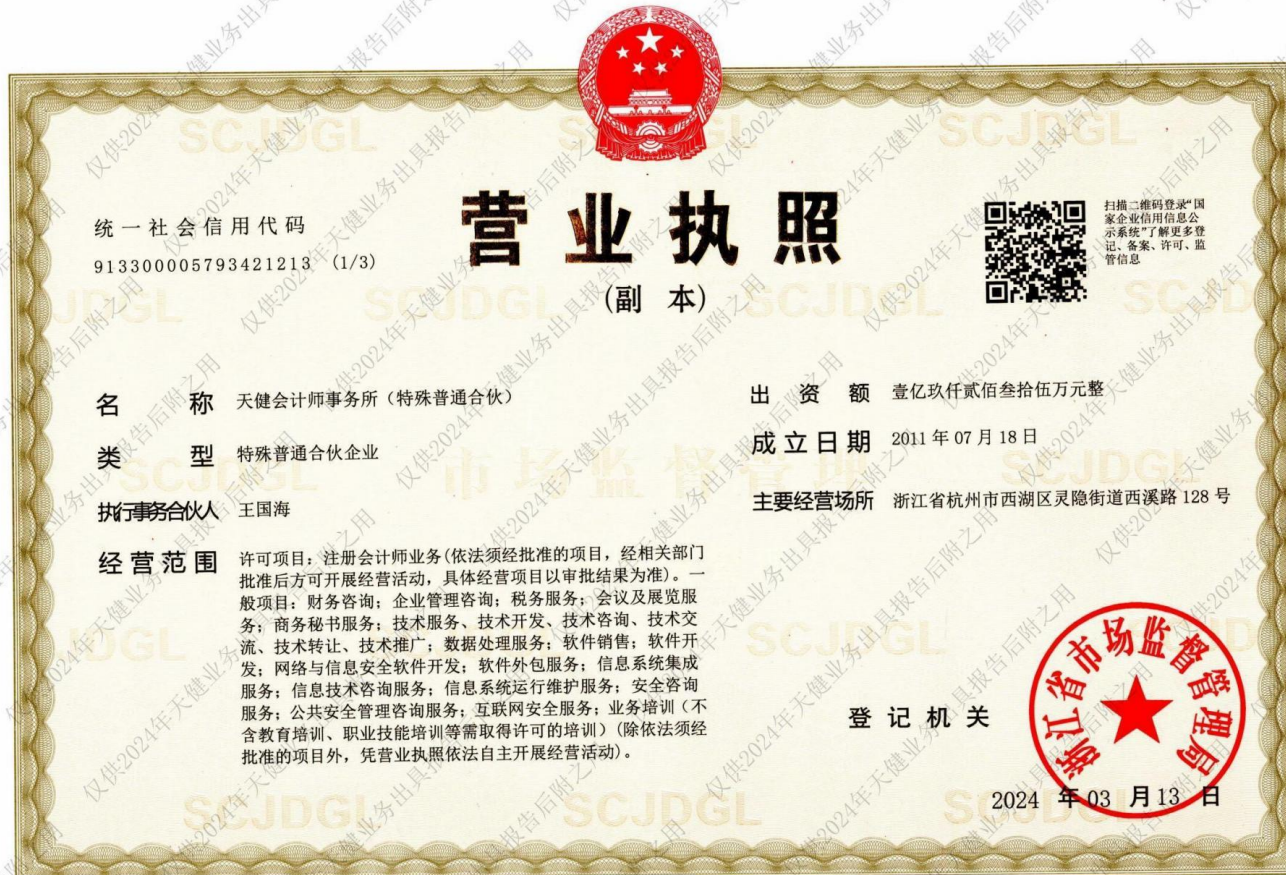 统一社会信用代码
913300005793421213 (1/3)
营业执照
(副 本)
扫描二维码登录“国
家企业信用信息公
示系统”了解更多登
记、备案、许可、监
管信息
名 称 天健会计师事务所（特殊普通合伙）
类 型 特殊普通合伙企业
执行事务合伙人 王国海
经营范围 许可项目：注册会计师业务(依法须经批准的项目，经相关部门
批准后方可开展经营活动，具体经营项目以审批结果为准)。一
般项目：财务咨询；企业管理咨询；税务服务；会议及展览服
务；商务秘书服务；技术服务、技术开发、技术咨询、技术交
流、技术转让、技术推广；数据处理服务；软件销售；软件开
发；网络与信息安全软件开发；软件外包服务；信息系统集成
服务；信息技术咨询服务；信息系统运行维护服务；安全咨询
服务；公共安全管理咨询服务；互联网安全服务；业务培训（不
含教育培训、职业技能培训等需取得许可的培训）(除依法须经
批准的项目外，凭营业执照依法自主开展经营活动)。
出 资 额 壹亿玖仟贰佰叁拾伍万元整
成立日期 2011 年 07 月 18 日
主要经营场所 浙江省杭州市西湖区灵隐街道西溪路 128 号
登记机关
浙江省市场监督管理局
2024 年 03 月 13 日
SCJDGL
市场监督管理
仅供2024年天健业务出具报告后附之用